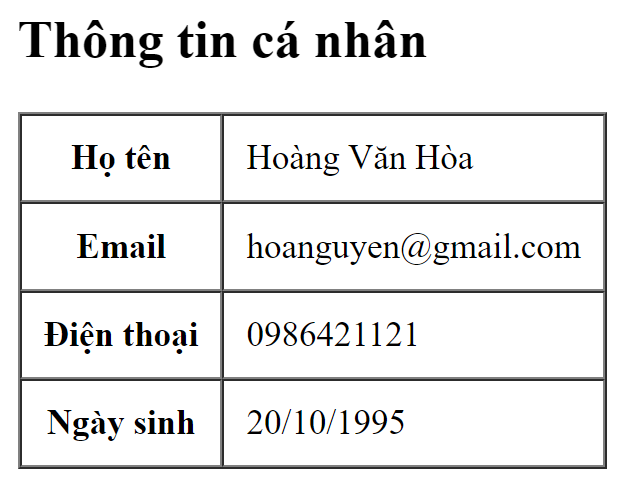 Thông tin cá nhân
Họ tên Hoàng Văn Hòa
Email hoanguyen@gmail.com
Điện thoại 0986421121
Ngày sinh 20/10/1995